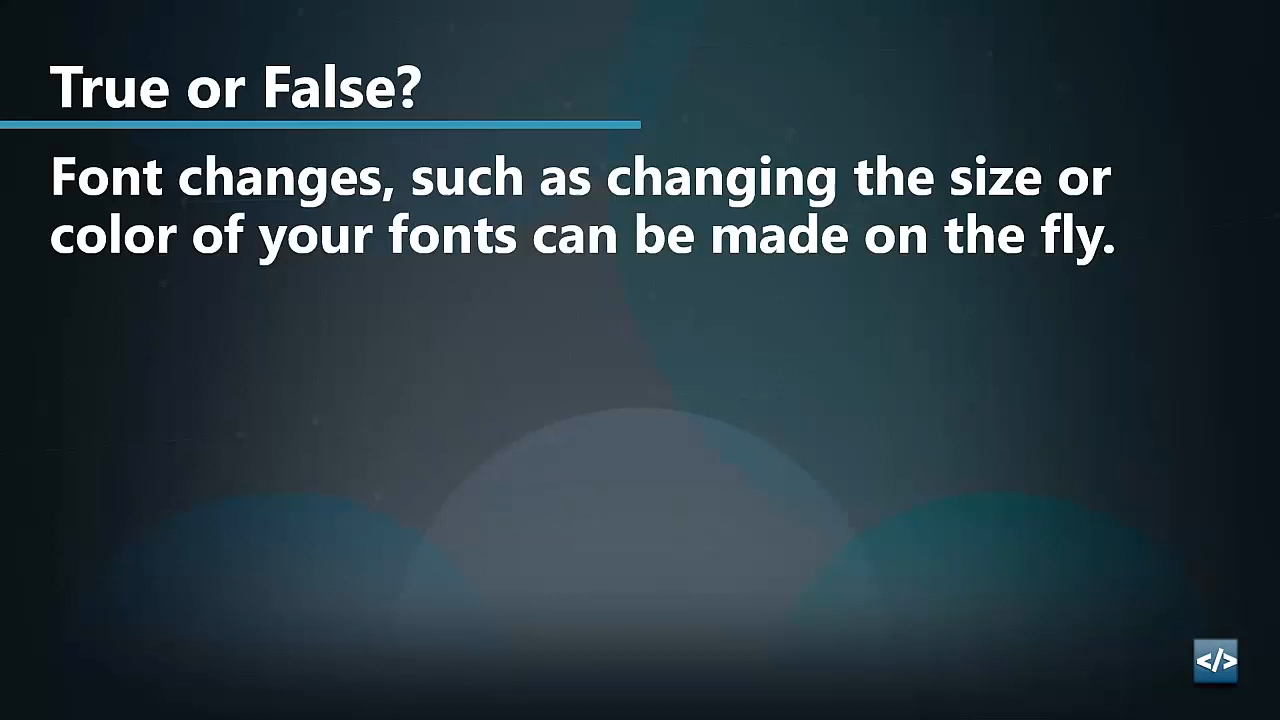 True or False?
Font changes, such as changing the size or
color of your fonts can be made on the fly.
</>